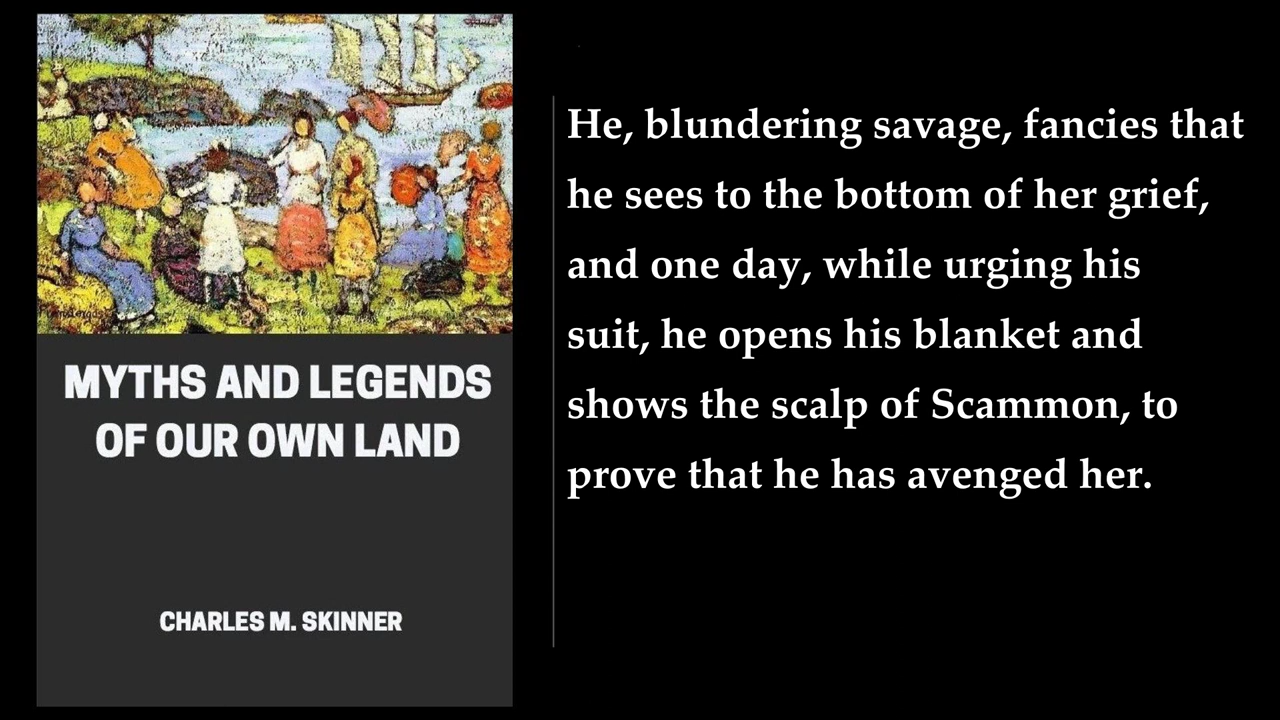 MYTHS AND LEGENDS
OF OUR OWN LAND
CHARLES M. SKINNER
He, blundering savage, fancies that
he sees to the bottom of her grief,
and one day, while urging his
suit, he opens his blanket and
shows the scalp of Scammon, to
prove that he has avenged her.